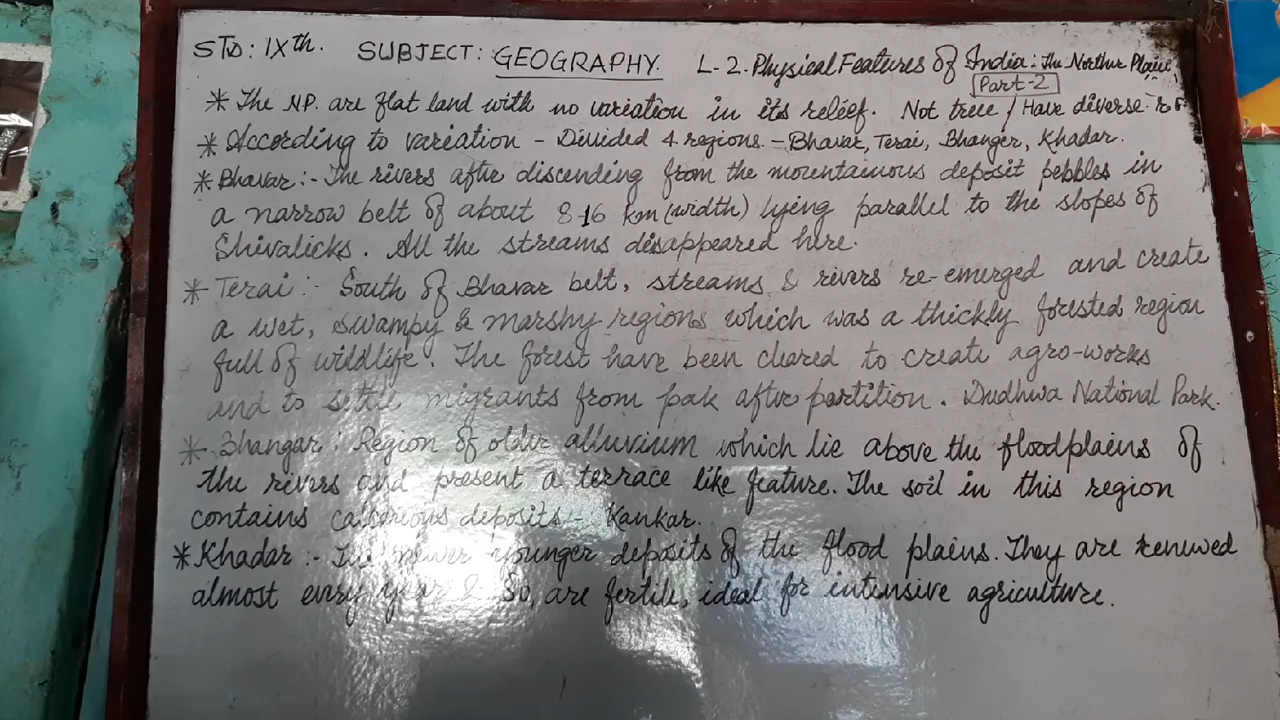 STD: IXth. SUBJECT: GEOGRAPHY. L-2. Physical Features of India: The Northern Plain
Part-2
* The N.P. are flat land with no variation in its relief. Not true / Have diverse
* According to variation - Divided 4 regions. - Bhavar, Terai, Bhangar, Khadar.
* Bhavar :- The rivers after discending from the mountainous deposit pebbles in
a narrow belt of about 8-16 km (width) lying parallel to the slopes of
Shivalicks. All the streams disappeared here.
* Terai :- South of Bhavar belt, streams & rivers re-emerged and create
a wet, swampy & marshy regions which was a thickly forested region
full of wildlife. The forest have been cleared to create agro-works
and to settle migrants from pak after partition. Dudhwa National Park.
* Bhangar : Region of older alluvium which lie above the floodplains of
the rivers and present a terrace like feature. The soil in this region
contains calcerious deposits - Kankar.
* Khadar :- The newer younger deposits of the flood plains. They are renewed
almost every year & So, are fertile, ideal for intensive agriculture.